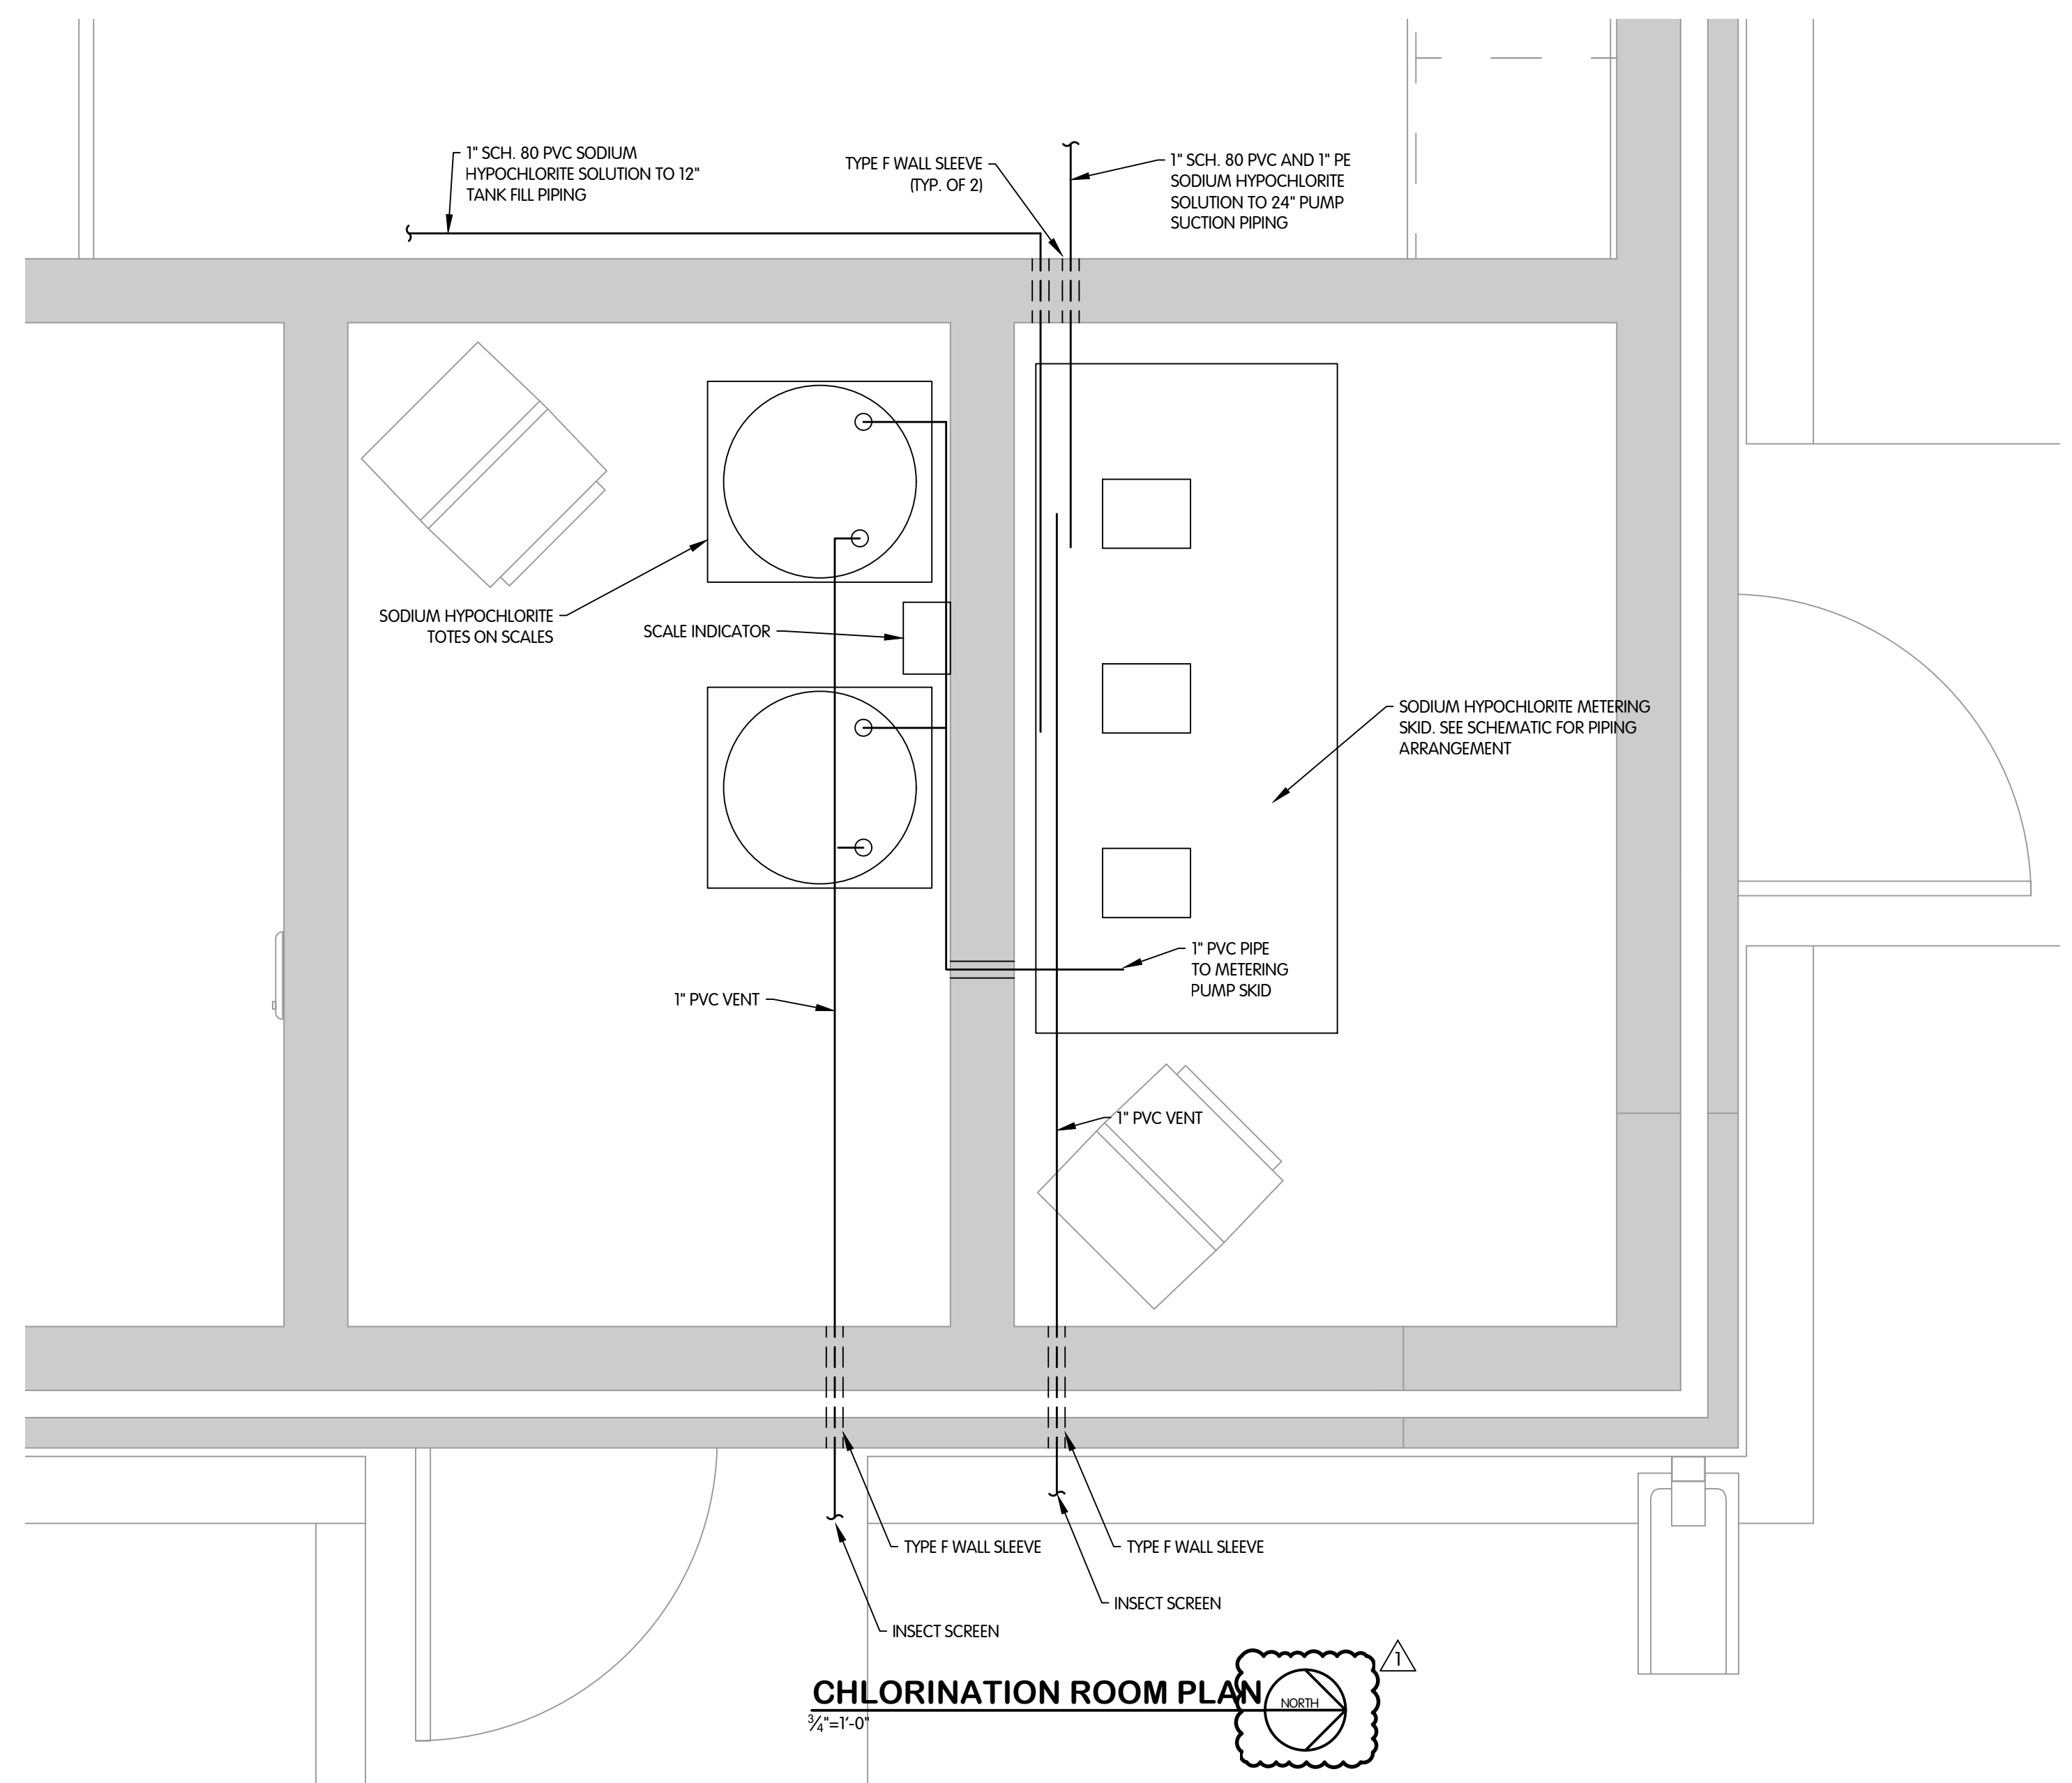 1" SCH. 80 PVC SODIUM
HYPOCHLORITE SOLUTION TO 12"
TANK FILL PIPING
TYPE F WALL SLEEVE
(TYP. OF 2)
1" SCH. 80 PVC AND 1" PE
SODIUM HYPOCHLORITE
SOLUTION TO 24" PUMP
SUCTION PIPING
SODIUM HYPOCHLORITE
TOTES ON SCALES
SCALE INDICATOR
SODIUM HYPOCHLORITE METERING
SKID. SEE SCHEMATIC FOR PIPING
ARRANGEMENT
1" PVC PIPE
TO METERING
PUMP SKID
1" PVC VENT
1" PVC VENT
TYPE F WALL SLEEVE
TYPE F WALL SLEEVE
INSECT SCREEN
INSECT SCREEN
CHLORINATION ROOM PLAN
3/4"=1'-0"
NORTH
1